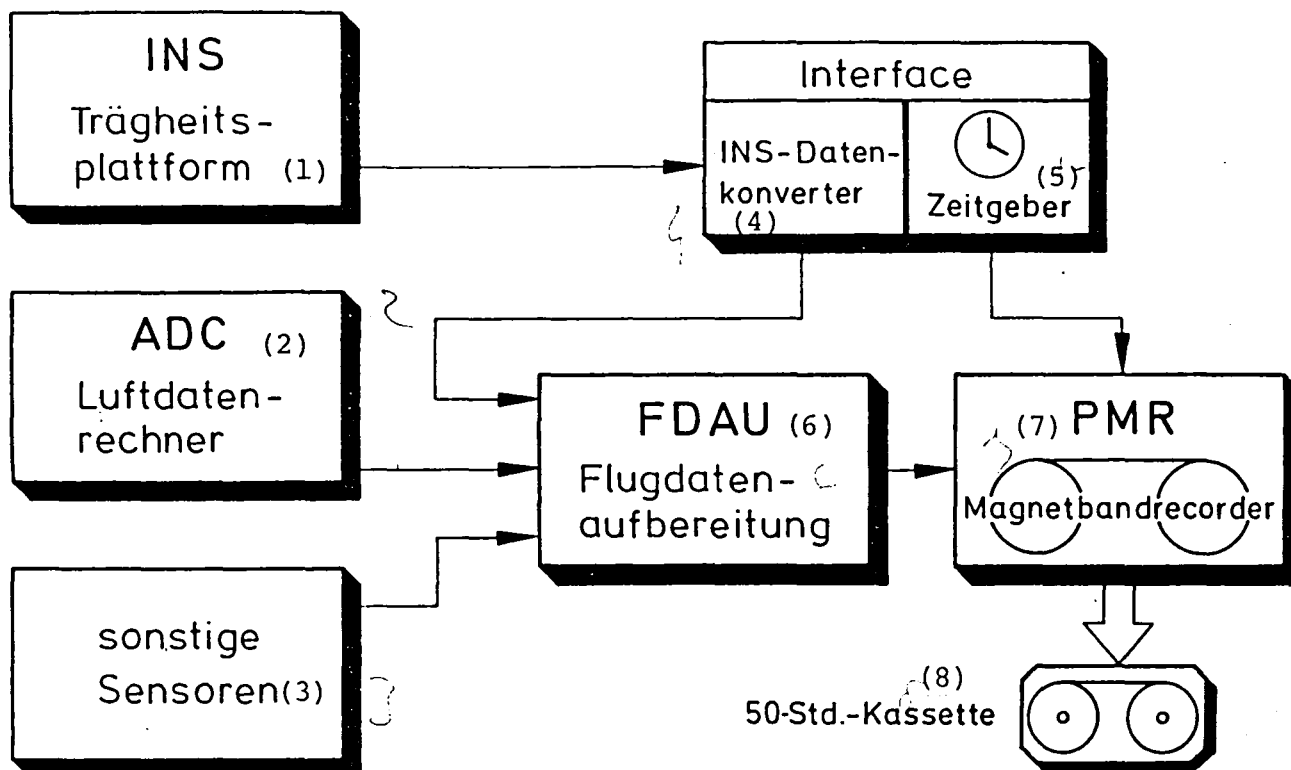 INS
Trägheits-
plattform (1)
Interface
INS-Daten-
konverter
(4)
(5)
Zeitgeber
ADC (2)
Luftdaten-
rechner
FDAU (6)
Flugdaten-
aufbereitung
(7) PMR
Magnetbandrecorder
sonstige
Sensoren(3)
(8)
50-Std.-Kassette